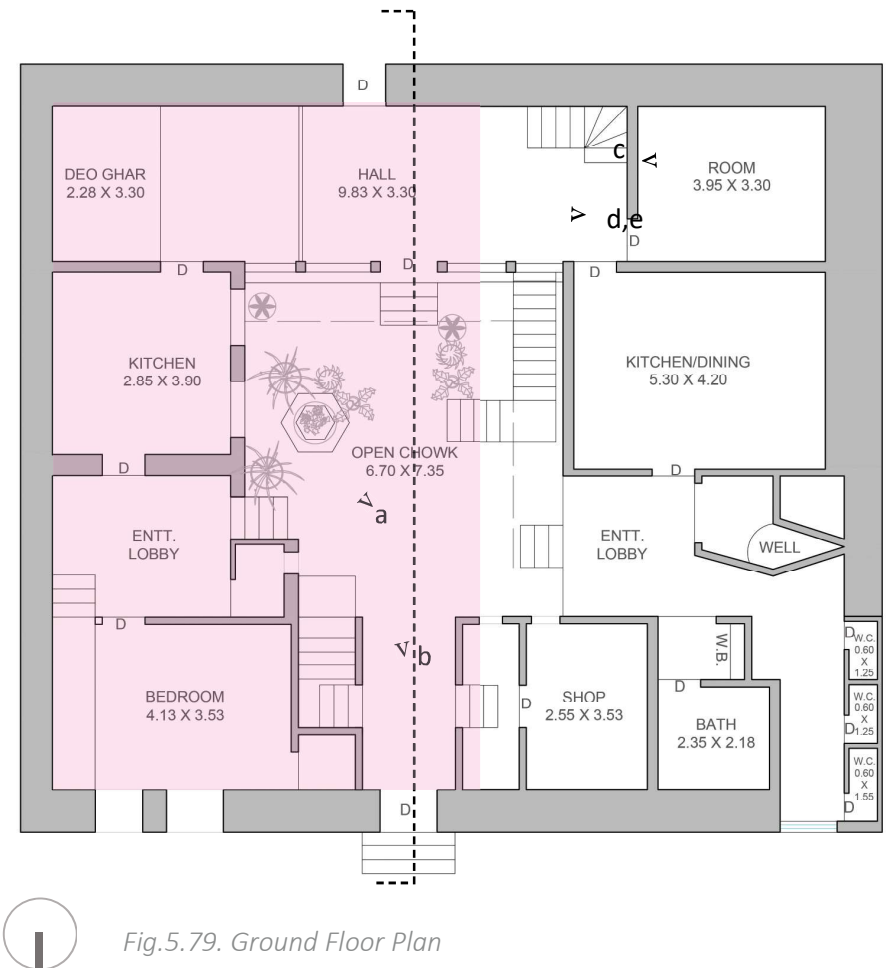 D
DEO GHAR
2.28 X 3.30
HALL
9.83 X 3.30
c
v
ROOM
3.95 X 3.30
v
d,e
D
D
D
D
KITCHEN
2.85 X 3.90
KITCHEN/DINING
5.30 X 4.20
OPEN CHOWK
6.70 X 7.35
D
D
v
a
ENTT.
LOBBY
ENTT.
LOBBY
WELL
D
v
b
W.B.
D
W.C.
0.60
X
1.25
D
BEDROOM
4.13 X 3.53
SHOP
2.55 X 3.53
D
BATH
2.35 X 2.18
W.C.
0.60
X
1.25
D
W.C.
0.60
X
1.55
D
D
Fig.5.79. Ground Floor Plan